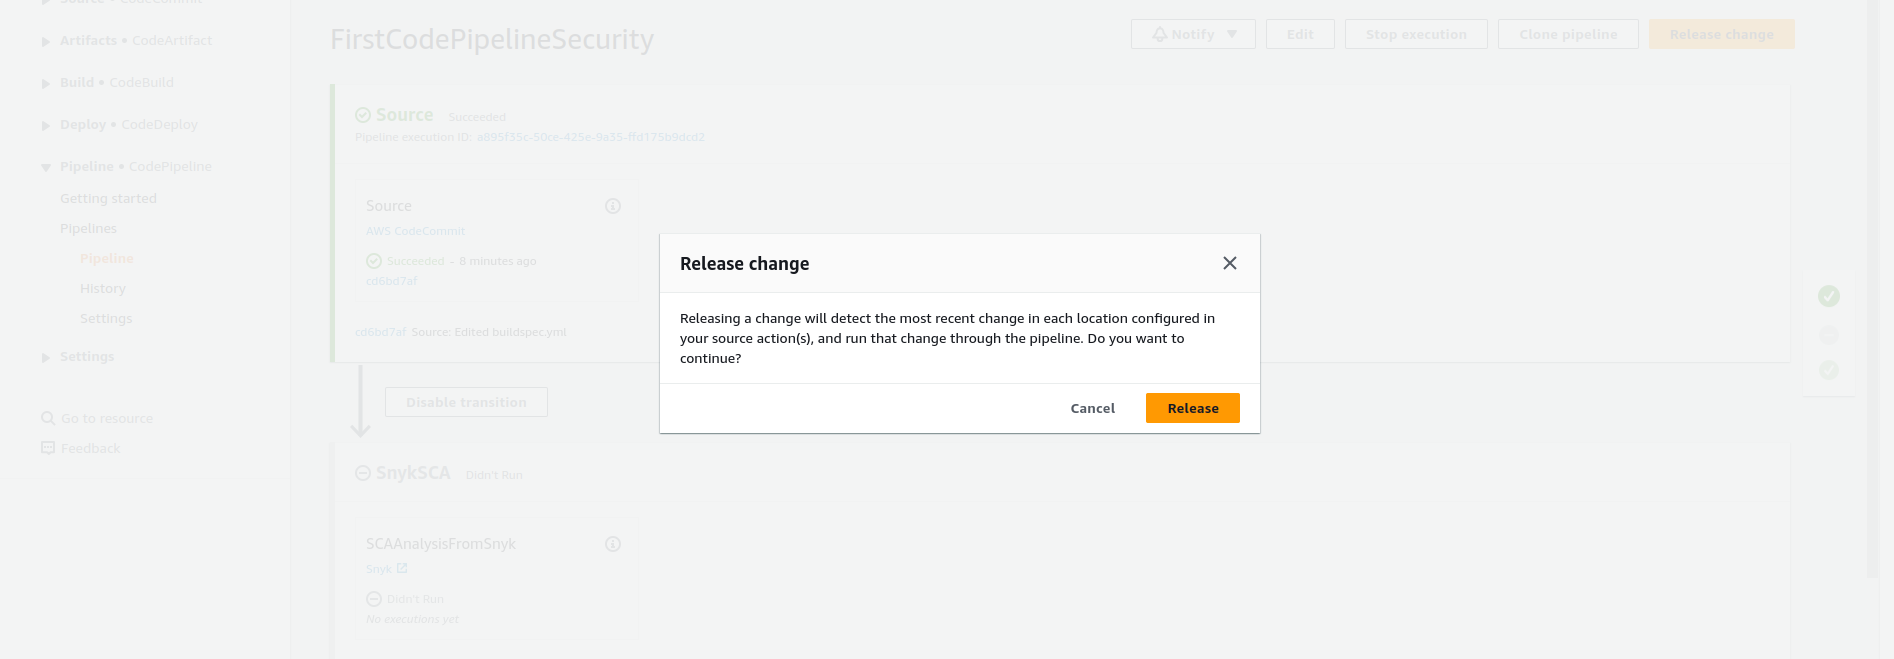 Source • CodeCommit
Artifacts • CodeArtifact
Build • CodeBuild
Deploy • CodeDeploy
Pipeline • CodePipeline
Getting started
Pipelines
Pipeline
History
Settings
Settings
Go to resource
Feedback
FirstCodePipelineSecurity
Notify
Edit
Stop execution
Clone pipeline
Release change
Source Succeeded
Pipeline execution ID: a895f35c-50ce-425e-9a35-ffd175b9dcd2
Source
AWS CodeCommit
Succeeded - 8 minutes ago
cd6bd7af
cd6bd7af Source: Edited buildspec.yml
Disable transition
Release change
Releasing a change will detect the most recent change in each location configured in
your source action(s), and run that change through the pipeline. Do you want to
continue?
Cancel
Release
SnykSCA Didn't Run
SCAAnalysisFromSnyk
Snyk
Didn't Run
No executions yet